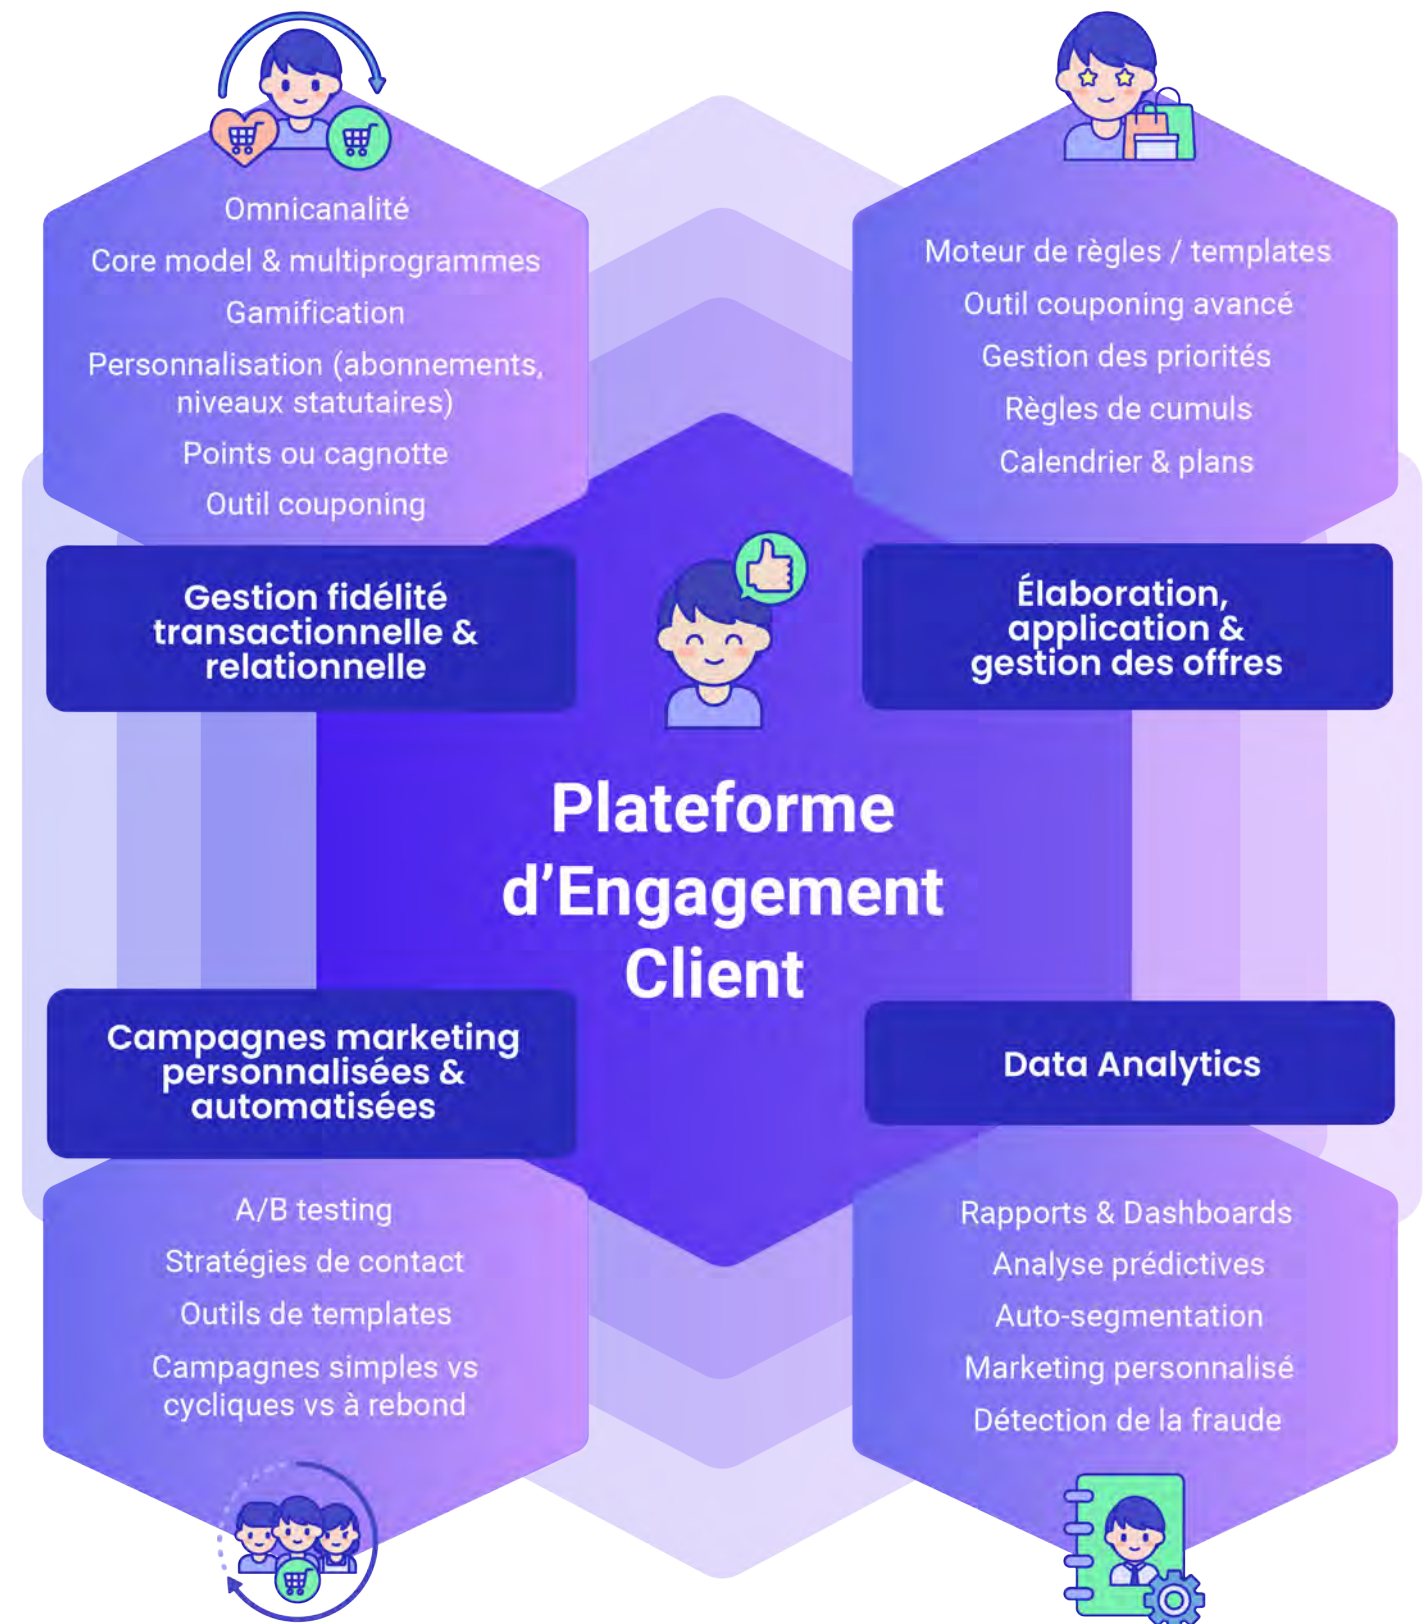 Omnicanalité
Core model & multiprogrammes
Gamification
Personnalisation (abonnements,
niveaux statutaires)
Points ou cagnotte
Outil couponing
Gestion fidélité
transactionnelle &
relationnelle
Moteur de règles / templates
Outil couponing avancé
Gestion des priorités
Règles de cumuls
Calendrier & plans
Élaboration,
application &
gestion des offres
Plateforme
d’Engagement
Client
Campagnes marketing
personnalisées &
automatisées
A/B testing
Stratégies de contact
Outils de templates
Campagnes simples vs
cycliques vs à rebond
Data Analytics
Rapports & Dashboards
Analyse prédictives
Auto-segmentation
Marketing personnalisé
Détection de la fraude